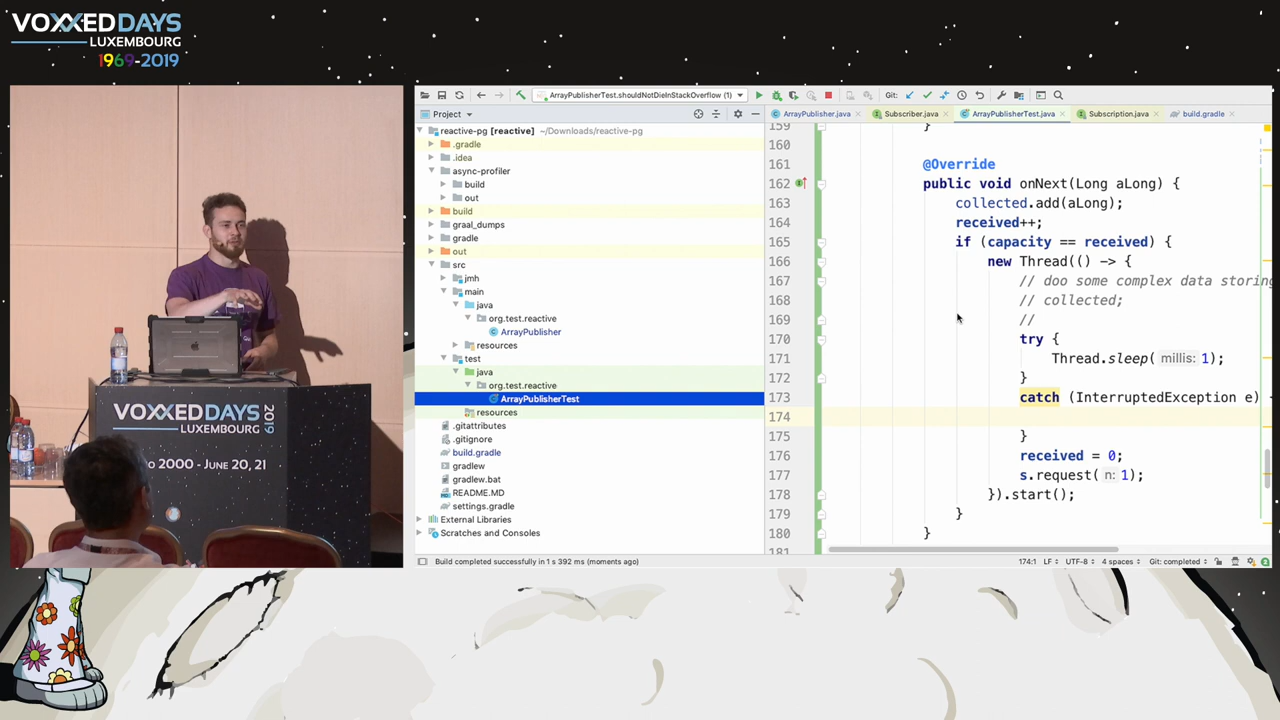 VOXXED DAYS
LUXEMBOURG
1969-2019
VOXXED DAYS
LUXEMBOURG
2019
2000 - JUNE 20, 21
ArrayPublisherTest.shouldNotDieInStackOverflow (1)
Git:
Project
reactive-pg [reactive] ~/Downloads/reactive-pg
.gradle
.idea
async-profiler
build
out
build
graal_dumps
gradle
out
src
jmh
main
java
org.test.reactive
ArrayPublisher
resources
test
java
org.test.reactive
ArrayPublisherTest
resources
.gitattributes
.gitignore
build.gradle
gradlew
gradlew.bat
README.MD
settings.gradle
External Libraries
Scratches and Consoles
ArrayPublisher.java
Subscriber.java
ArrayPublisherTest.java
Subscription.java
build.gradle
159 }
160
161 @Override
162 public void onNext(Long aLong) {
163 collected.add(aLong);
164 received++;
165 if (capacity == received) {
166 new Thread(() -> {
167 // doo some complex data storing
168 // collected;
169 //
170 try {
171 Thread.sleep( millis: 1);
172 }
173 catch (InterruptedException e) {
174
175 }
176 received = 0;
177 s.request( n: 1);
178 }).start();
179 }
180 }
181
Build completed successfully in 1 s 392 ms (moments ago)
174:1 LF UTF-8 4 spaces Git: completed